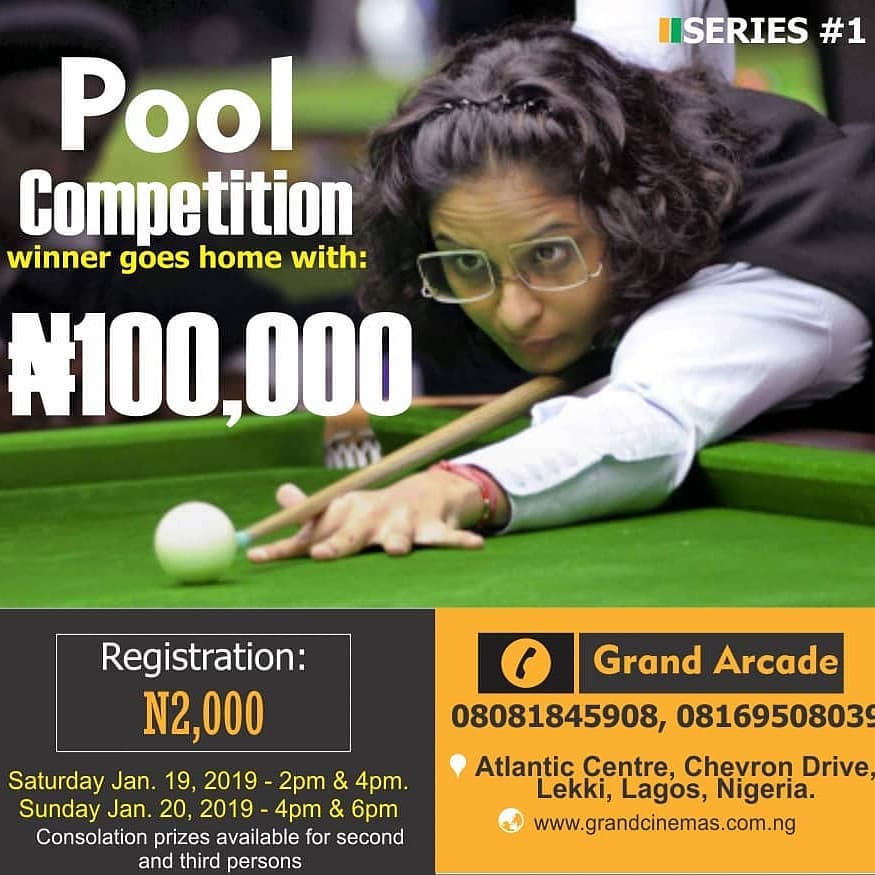 SERIES #1
Pool
Competition
winner goes home with:
₦100,000
Registration:
N2,000
Saturday Jan. 19, 2019 - 2pm & 4pm.
Sunday Jan. 20, 2019 - 4pm & 6pm
Consolation prizes available for second
and third persons
Grand Arcade
08081845908, 08169508039
Atlantic Centre, Chevron Drive,
Lekki, Lagos, Nigeria.
www.grandcinemas.com.ng